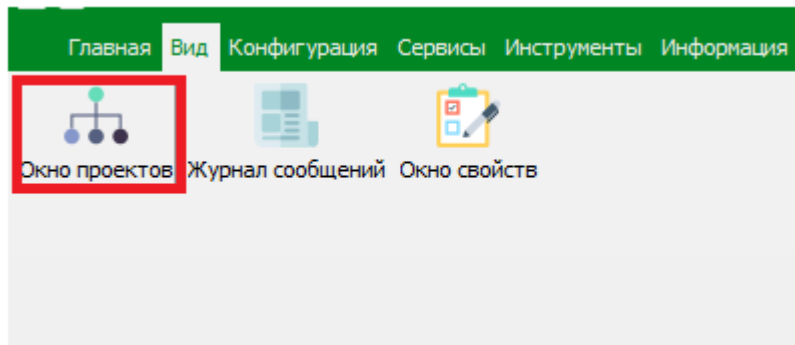 Главная Вид Конфигурация Сервисы Инструменты Информация
Окно проектов Журнал сообщений Окно свойств